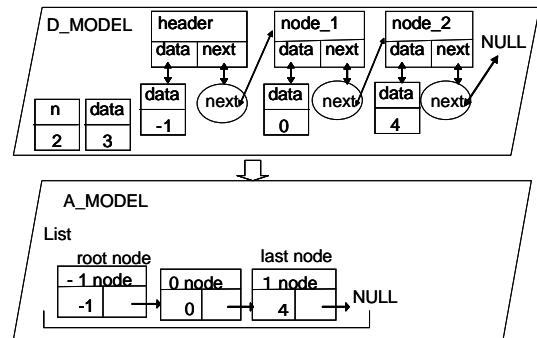 D_MODEL
header node_1 node_2
data next data next data next
NULL
data next data next data next
-1 0 4
n data
2 3
A_MODEL
List
root node last node
- 1 node 0 node 1 node
-1 0 4
NULL